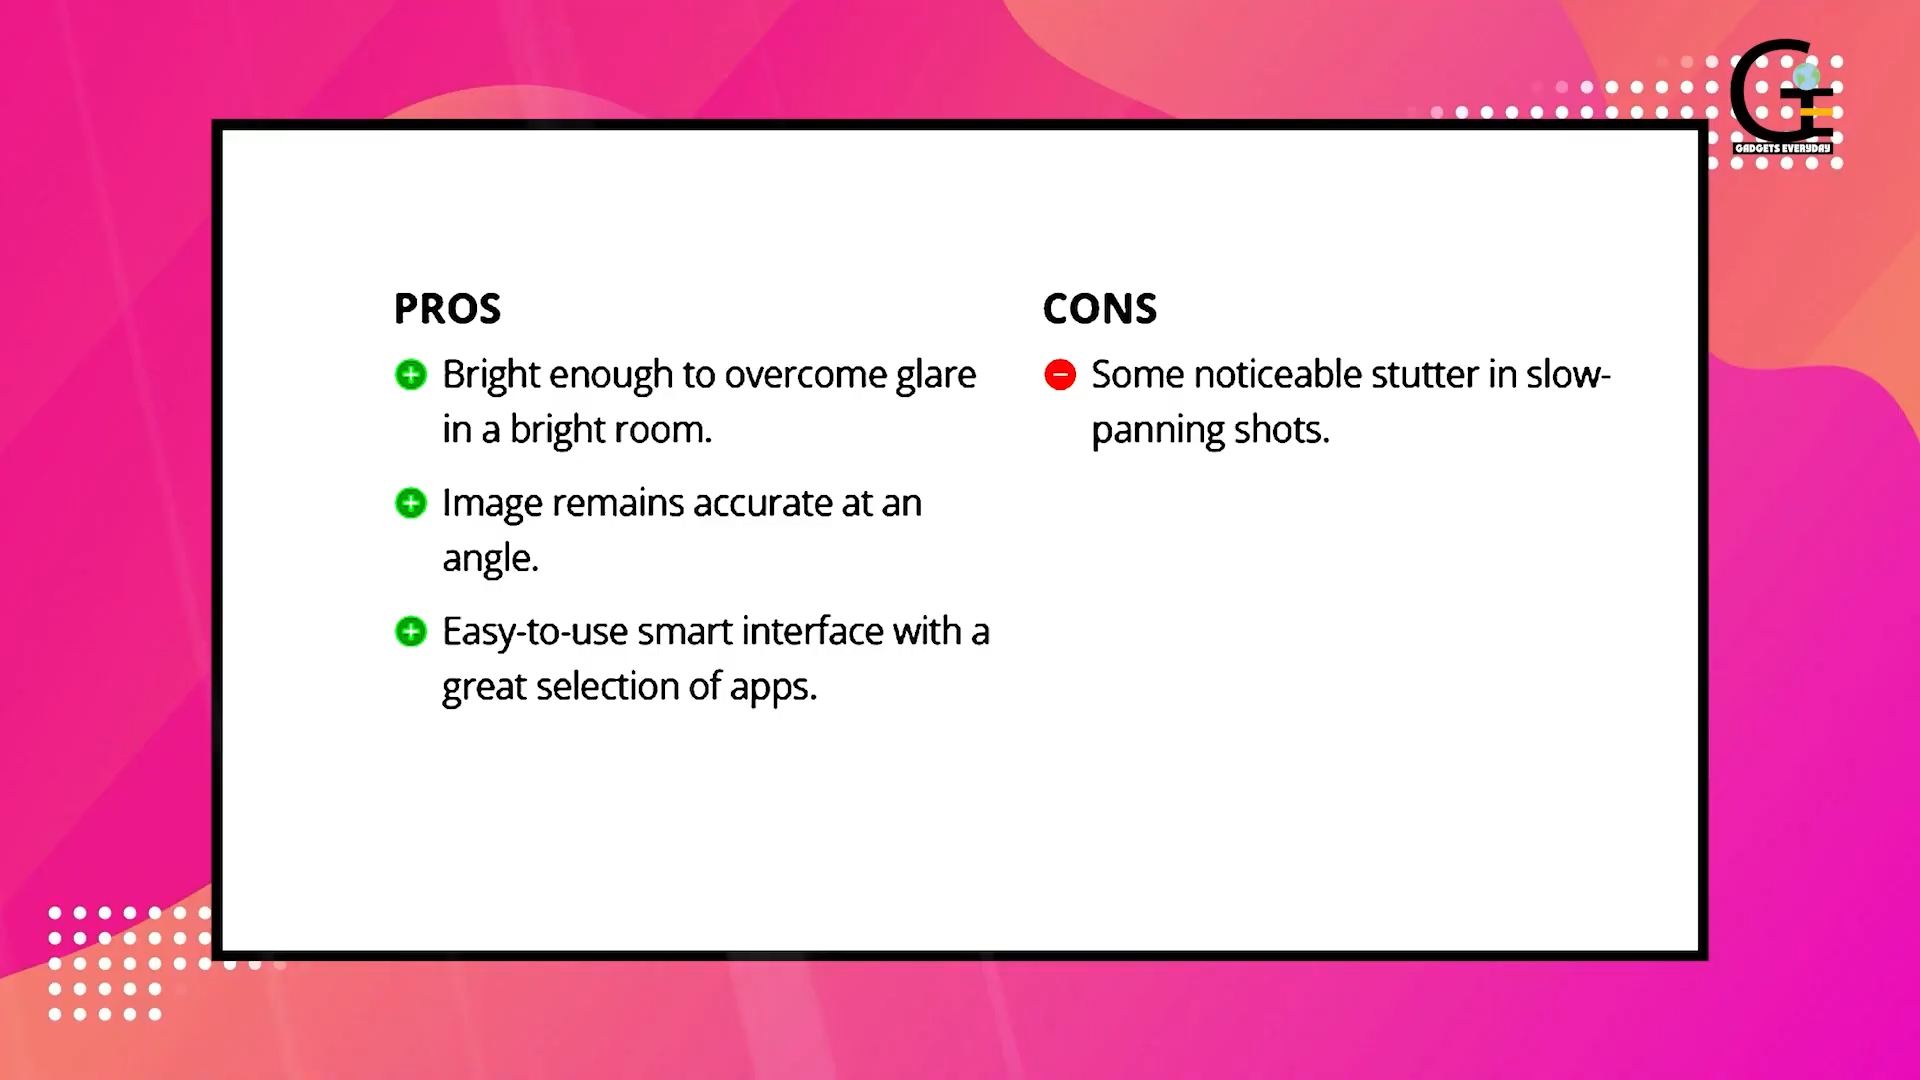 GADGETS EVERYDAY
PROS
Bright enough to overcome glare
in a bright room.
Image remains accurate at an
angle.
Easy-to-use smart interface with a
great selection of apps.
CONS
Some noticeable stutter in slow-
panning shots.